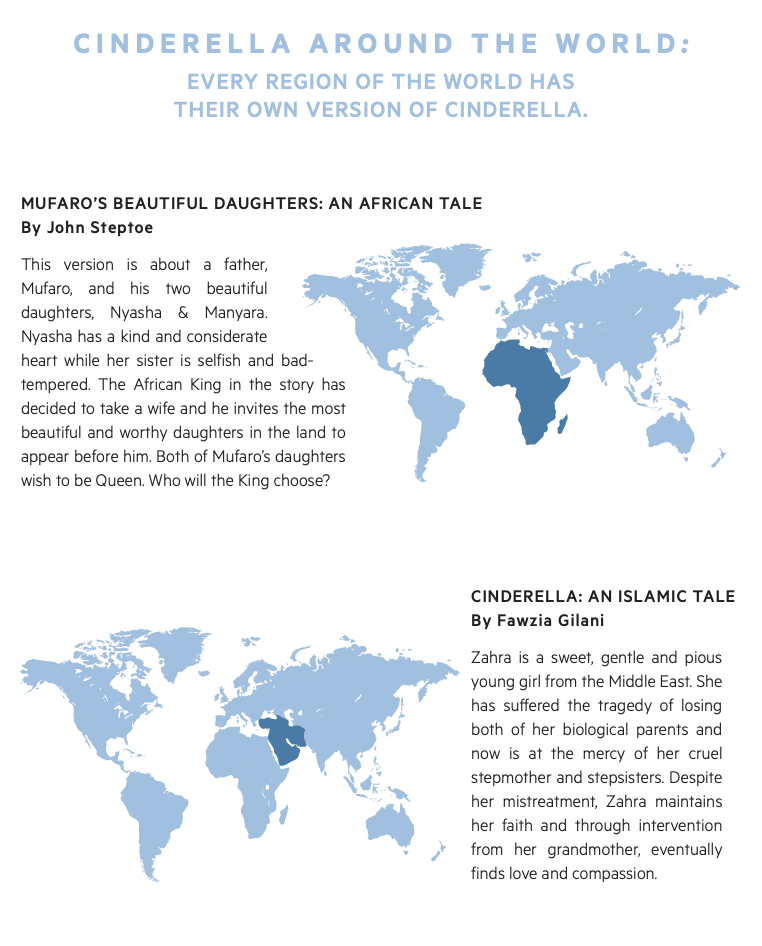 CINDERELLA AROUND THE WORLD:
EVERY REGION OF THE WORLD HAS
THEIR OWN VERSION OF CINDERELLA.
MUFARO'S BEAUTIFUL DAUGHTERS: AN AFRICAN TALE
By John Steptoe
This version is about a father,
Mufaro, and his two beautiful
daughters, Nyasha & Manyara.
Nyasha has a kind and considerate
heart while her sister is selfish and bad-
tempered. The African King in the story has
decided to take a wife and he invites the most
beautiful and worthy daughters in the land to
appear before him. Both of Mufaro's daughters
wish to be Queen. Who will the King choose?
CINDERELLA: AN ISLAMIC TALE
By Fawzia Gilani
Zahra is a sweet, gentle and pious
young girl from the Middle East. She
has suffered the tragedy of losing
both of her biological parents and
now is at the mercy of her cruel
stepmother and stepsisters. Despite
her mistreatment, Zahra maintains
her faith and through intervention
from her grandmother, eventually
finds love and compassion.